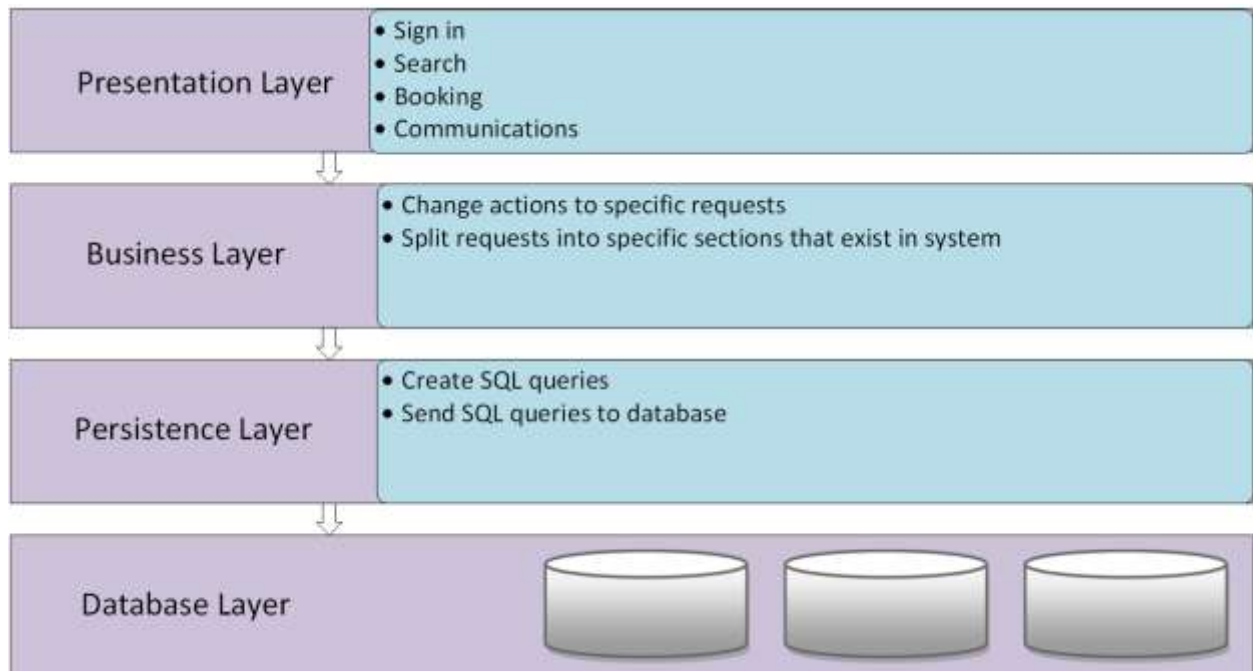 Presentation Layer
• Sign in
• Search
• Booking
• Communications
Business Layer
• Change actions to specific requests
• Split requests into specific sections that exist in system
Persistence Layer
• Create SQL queries
• Send SQL queries to database
Database Layer